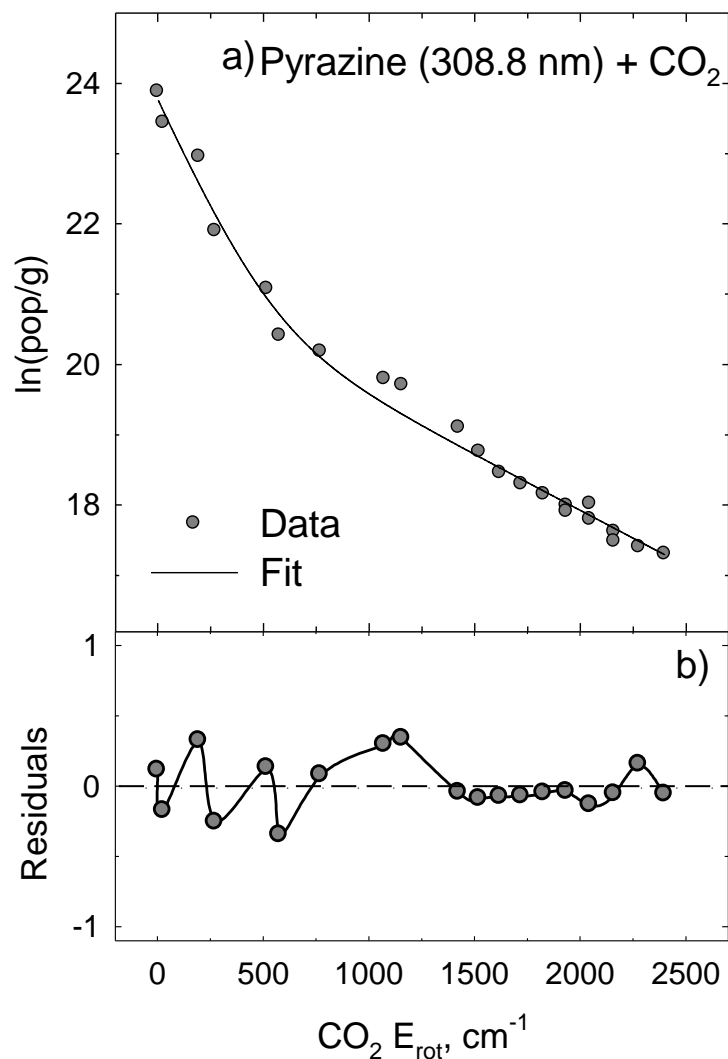 a) Pyrazine (308.8 nm) + CO₂
24
22
20
18
ln(pop/g)
Data
Fit
b)
1
0
-1
Residuals
0 500 1000 1500 2000 2500
CO₂ Eᵣₒₜ, cm⁻¹